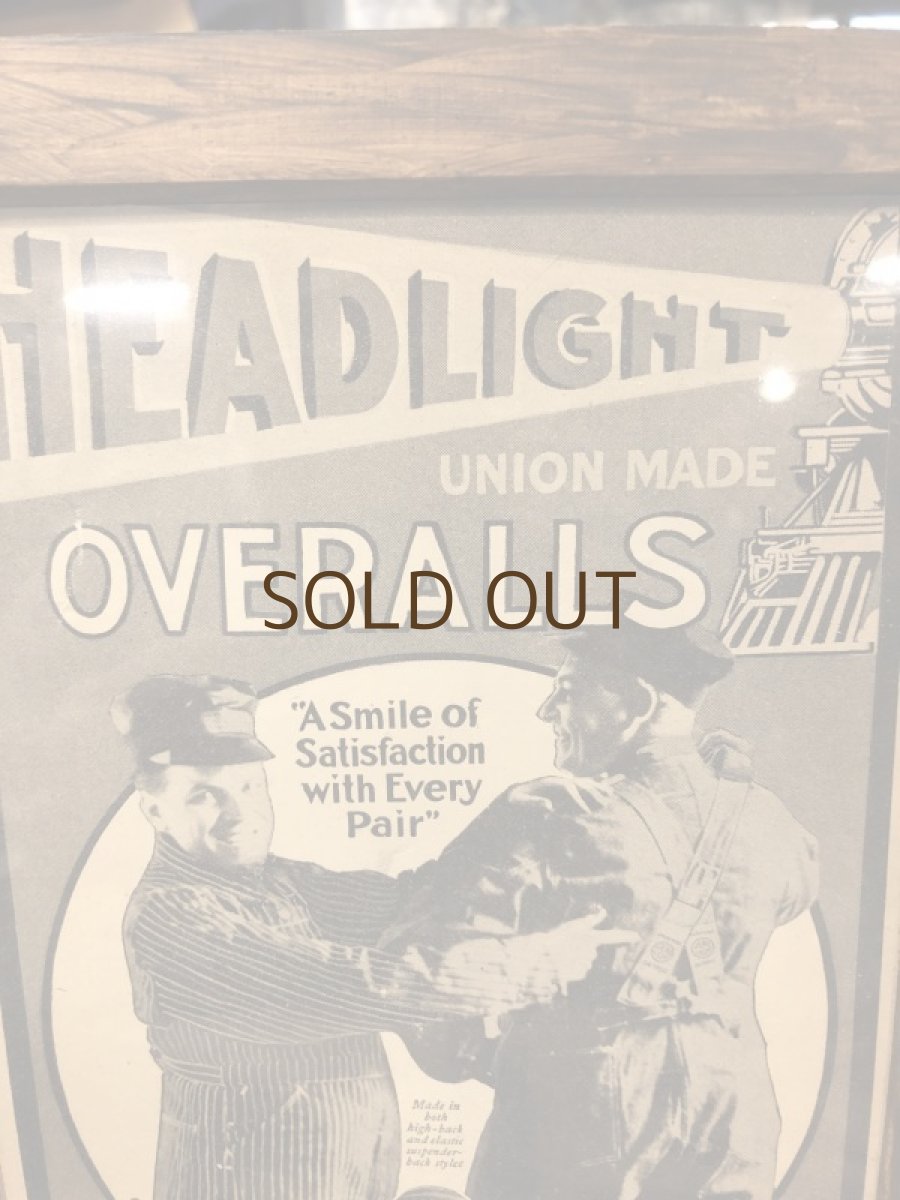 HEADLIGHT
UNION MADE
OVERALLS
SOLD OUT
"A Smile of
Satisfaction
with Every
Pair"
Made in
both
high-back
and elastic
suspender-
back styles